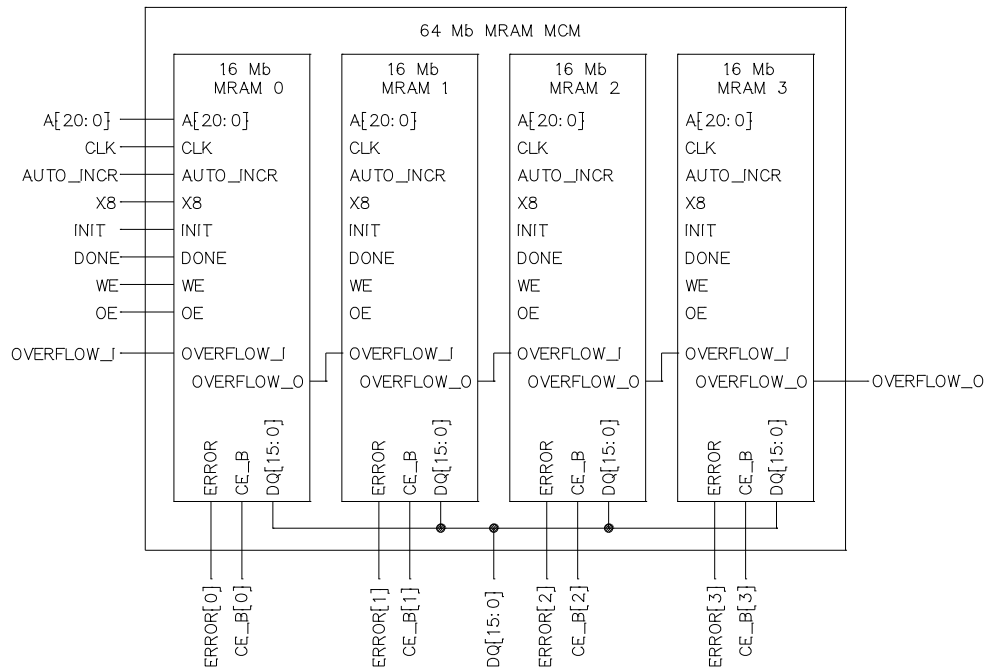 64 Mb MRAM MCM
16 Mb
MRAM 0
16 Mb
MRAM 1
16 Mb
MRAM 2
16 Mb
MRAM 3
A[20:0] A[20:0] A[20:0] A[20:0] A[20:0]
CLK CLK CLK CLK CLK
AUTO_INCR AUTO_INCR AUTO_INCR AUTO_INCR AUTO_INCR
X8 X8 X8 X8 X8
INIT INIT INIT INIT INIT
DONE DONE DONE DONE DONE
WE WE WE WE WE
OE OE OE OE OE
OVERFLOW_I OVERFLOW_I OVERFLOW_I OVERFLOW_I OVERFLOW_I
OVERFLOW_O OVERFLOW_O OVERFLOW_O OVERFLOW_O OVERFLOW_O
ERROR
CE_B
DQ[15:0]
ERROR
CE_B
DQ[15:0]
ERROR
CE_B
DQ[15:0]
ERROR
CE_B
DQ[15:0]
ERROR[0]
CE_B[0]
ERROR[1]
CE_B[1]
DQ[15:0]
ERROR[2]
CE_B[2]
ERROR[3]
CE_B[3]